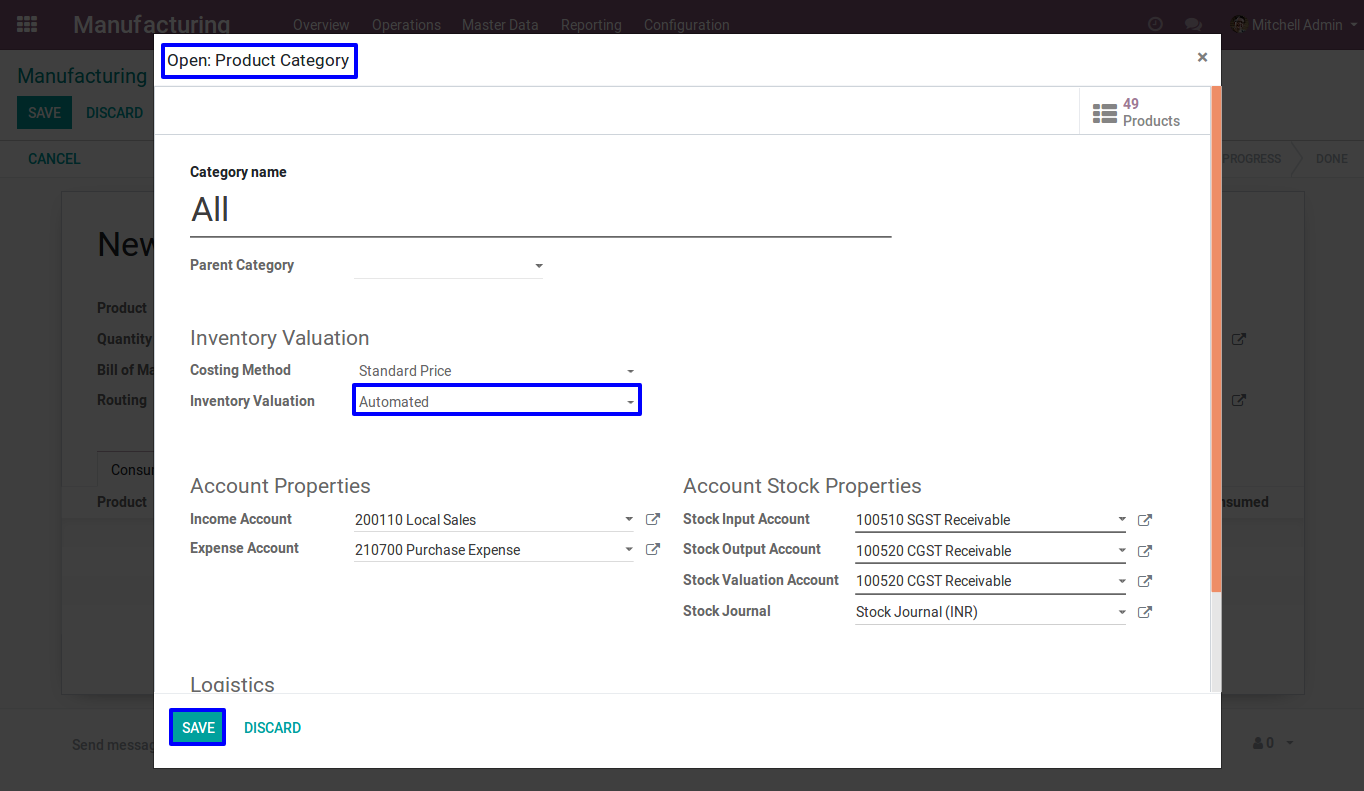 Manufacturing Overview Operations Master Data Reporting Configuration Mitchell Admin
Open: Product Category ×
Manufacturing
SAVE DISCARD
49
Products
CANCEL
PROGRESS DONE
Category name
All
New
Parent Category
Product
Inventory Valuation
Quantity
Costing Method Standard Price
Bill of Ma
Inventory Valuation Automated
Routing
Consum
Account Properties Account Stock Properties
Product
nsumed
Income Account 200110 Local Sales Stock Input Account 100510 SGST Receivable
Expense Account 210700 Purchase Expense Stock Output Account 100520 CGST Receivable
Stock Valuation Account 100520 CGST Receivable
Stock Journal Stock Journal (INR)
Logistics
SAVE DISCARD
Send messag
0